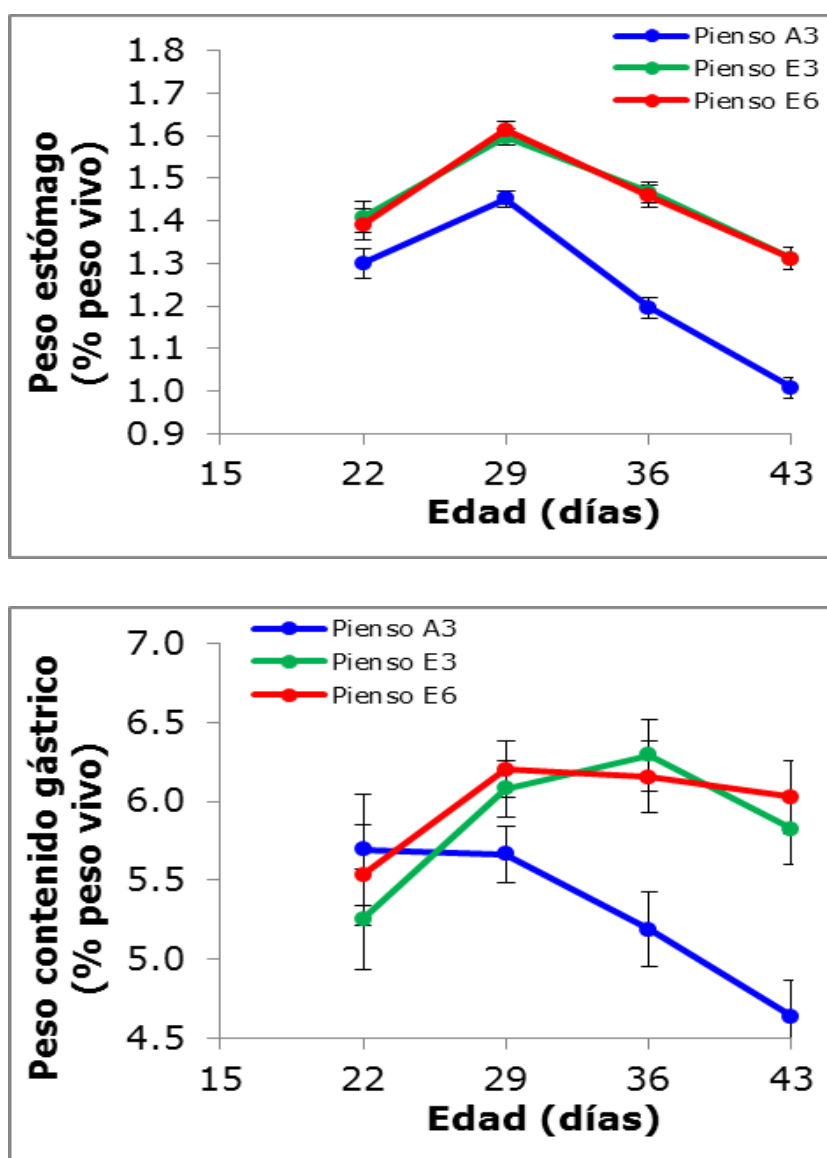 Peso estómago
(% peso vivo)
1.8
1.7
1.6
1.5
1.4
1.3
1.2
1.1
1.0
0.9
Pienso A3
Pienso E3
Pienso E6
15 22 29 36 43
Edad (días)
Peso contenido gástrico
(% peso vivo)
7.0
6.5
6.0
5.5
5.0
4.5
Pienso A3
Pienso E3
Pienso E6
15 22 29 36 43
Edad (días)